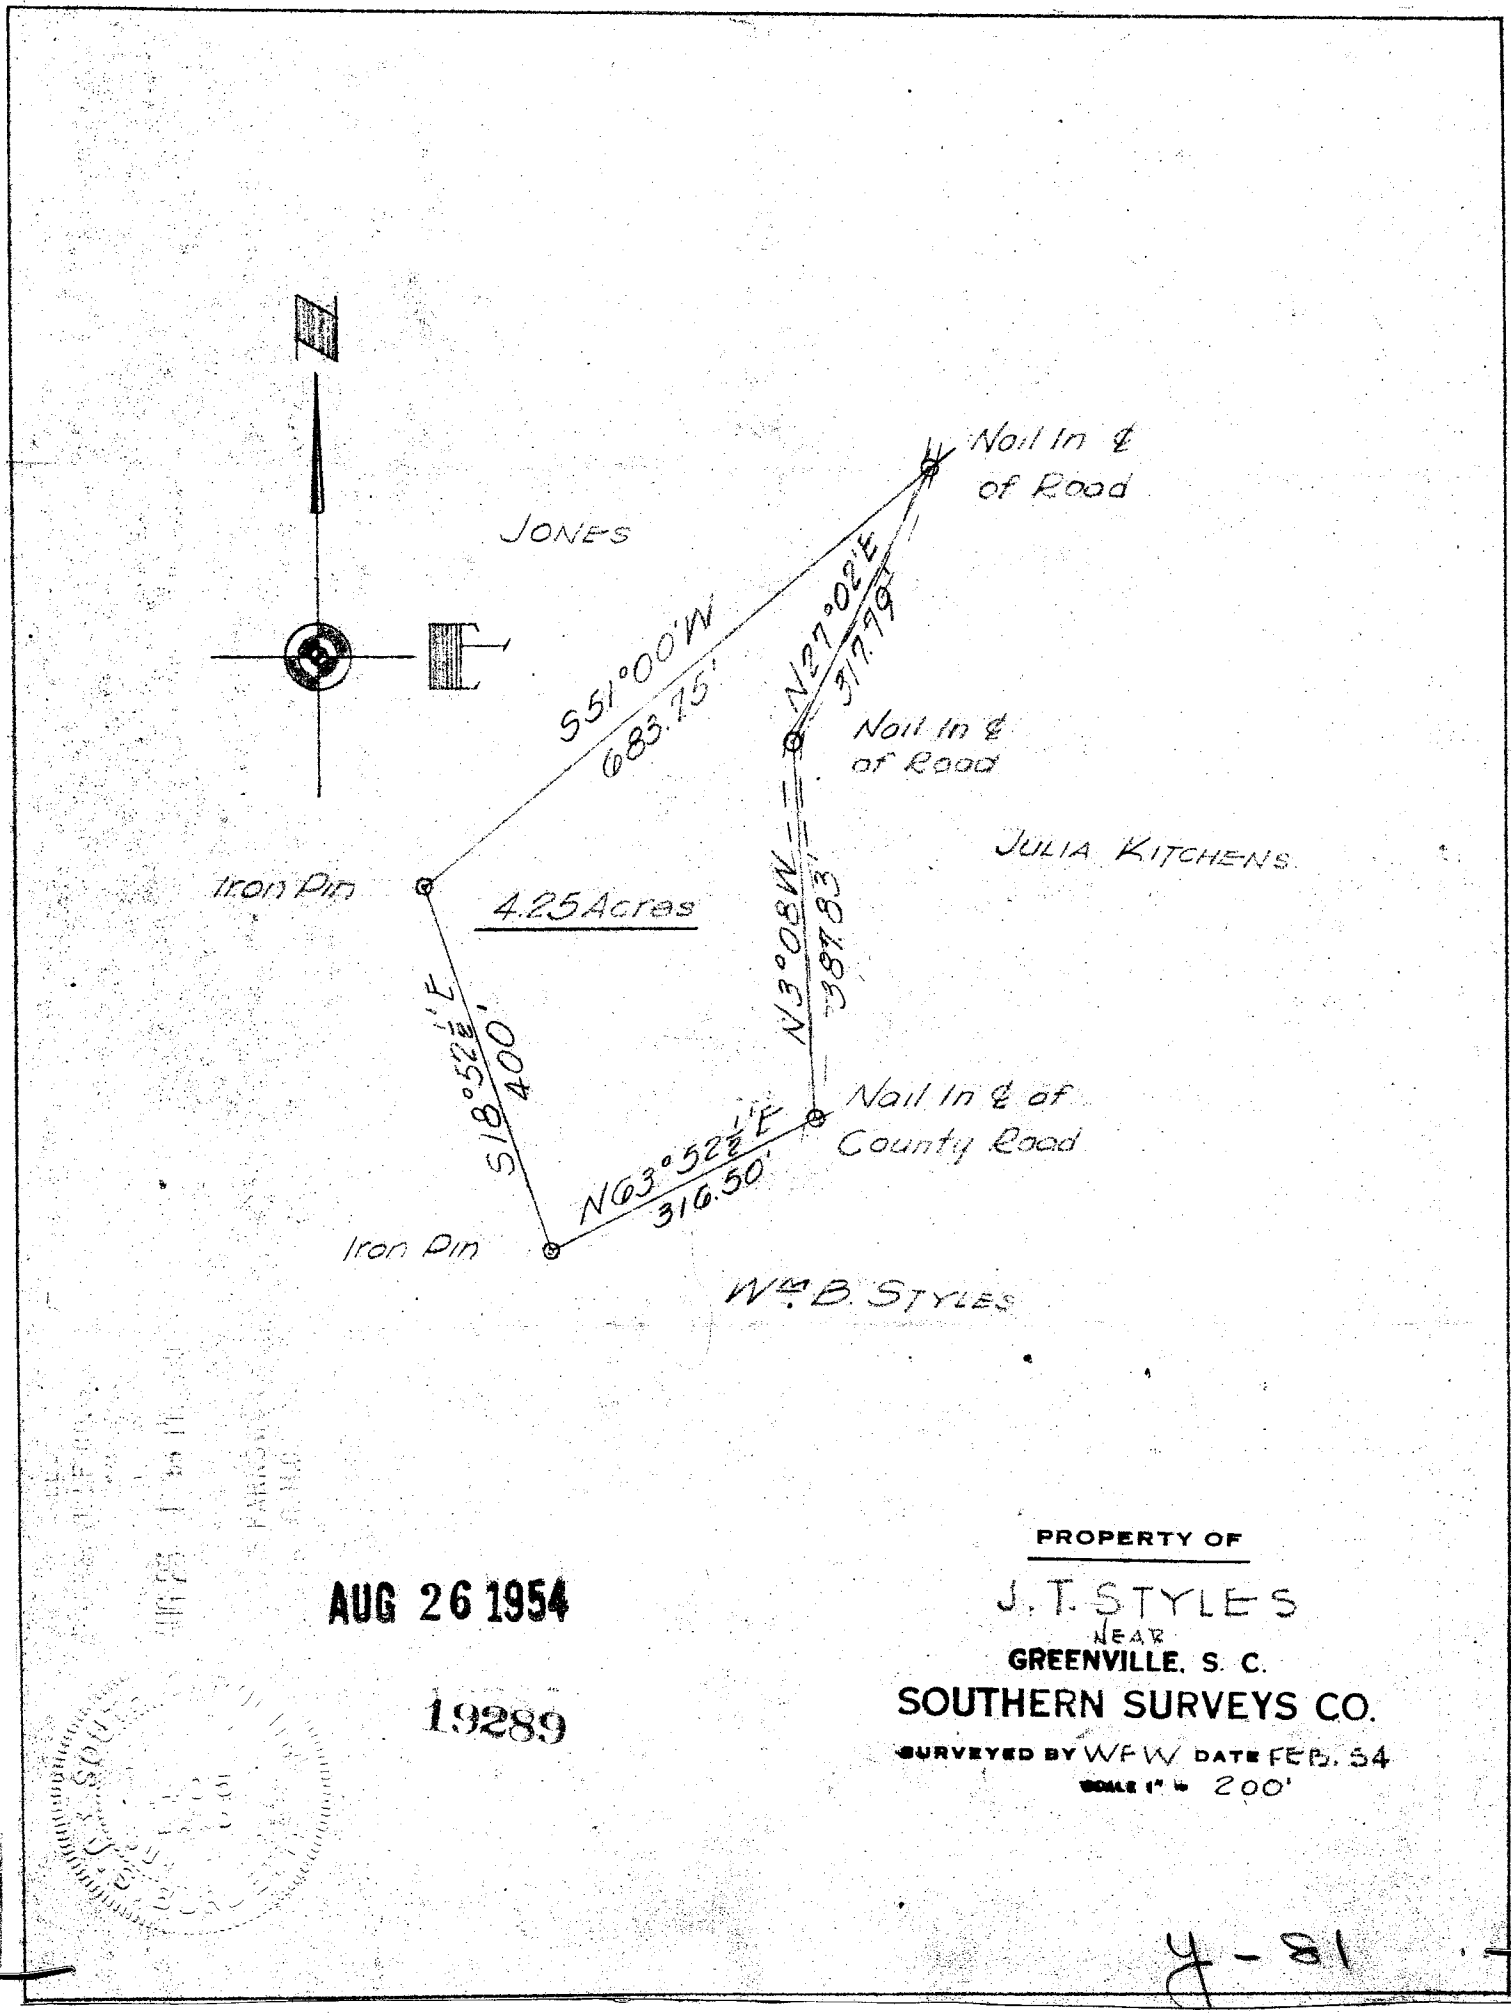 N
E
JONES
Nail In ℄
of Road
S51°00'W
683.75'
N27°02'E
317.79'
Nail In ℄
of Road
JULIA KITCHENS
Iron Pin
4.25 Acres
N3°08'W
387.83'
S18°52½'E
400'
Nail In ℄ of
County Road
N63°52½'E
316.50'
Iron Pin
Wm B. STYLES
AUG 26 1954
19289
PROPERTY OF
J. T. STYLES
NEAR
GREENVILLE, S. C.
SOUTHERN SURVEYS CO.
SURVEYED BY WFW DATE FEB. 54
SCALE 1" = 200'
Y-81